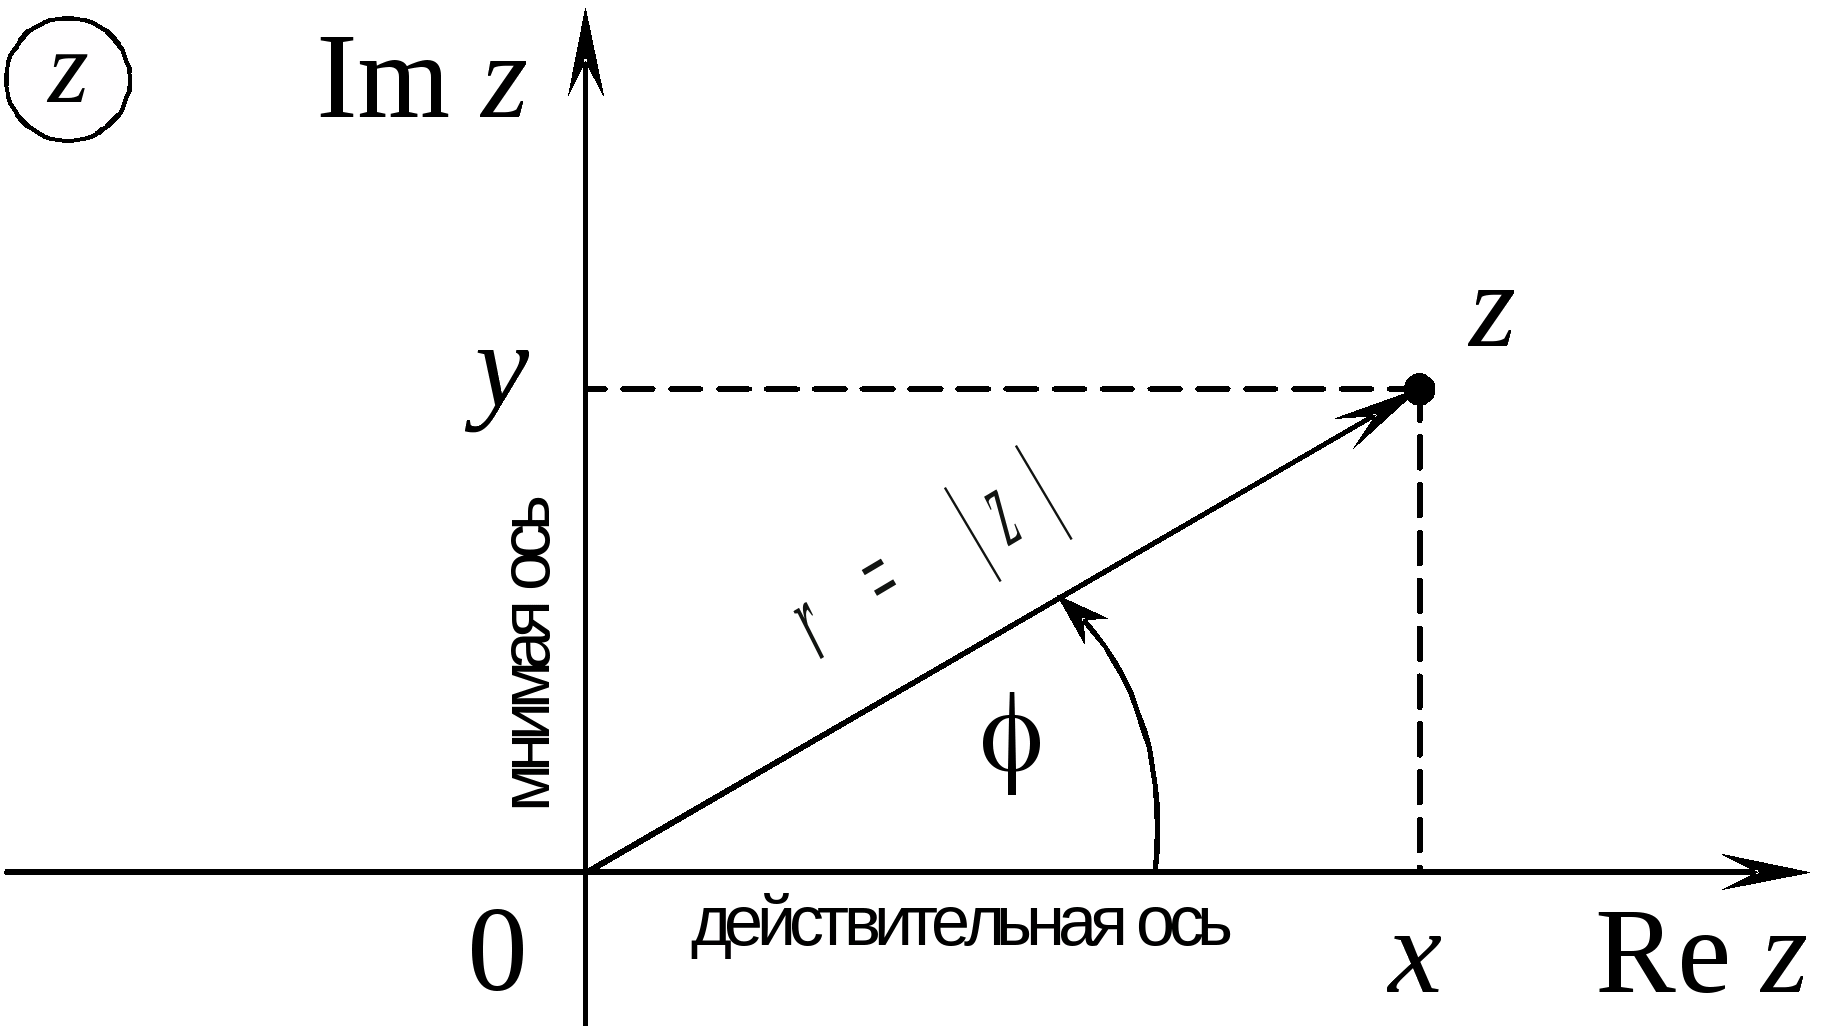 z
Im z
z
y
r = |z|
мнимая ось
φ
0
действительная ось
x
Re z